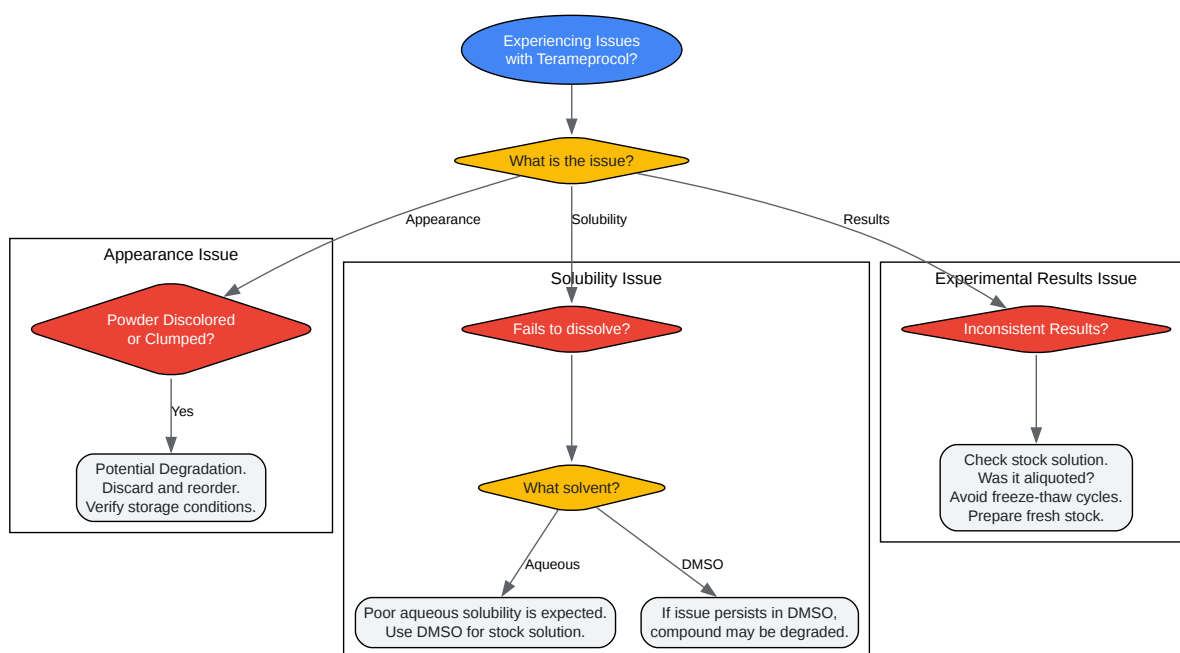 Experiencing Issues
with Terameprocol?
What is the issue?
Appearance
Solubility
Results
Appearance Issue
Powder Discolored
or Clumped?
Yes
Potential Degradation.
Discard and reorder.
Verify storage conditions.
Solubility Issue
Fails to dissolve?
What solvent?
Aqueous
DMSO
Poor aqueous solubility is expected.
Use DMSO for stock solution.
If issue persists in DMSO,
compound may be degraded.
Experimental Results Issue
Inconsistent Results?
Check stock solution.
Was it aliquoted?
Avoid freeze-thaw cycles.
Prepare fresh stock.